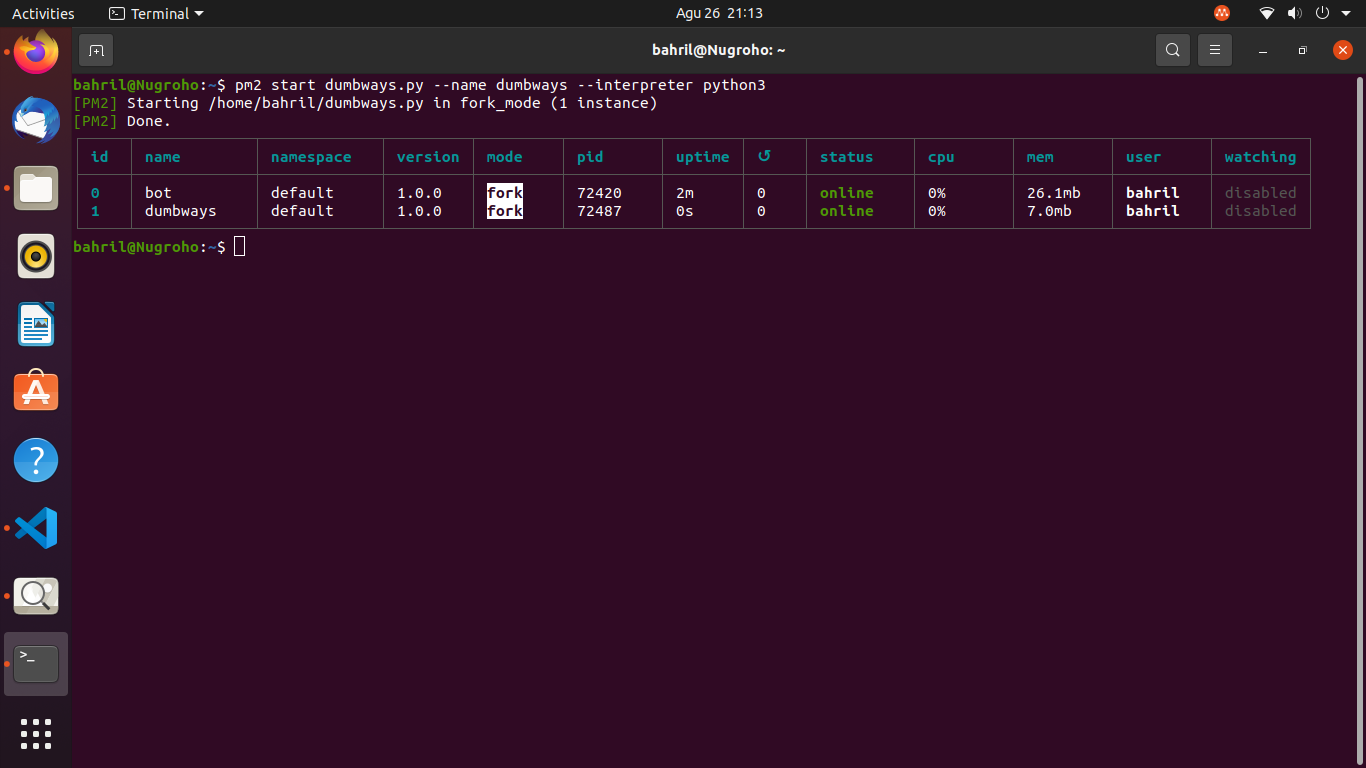 Activities Terminal Agu 26 21:13
bahril@Nugroho: ~
bahril@Nugroho:~$ pm2 start dumbways.py --name dumbways --interpreter python3
[PM2] Starting /home/bahril/dumbways.py in fork_mode (1 instance)
[PM2] Done.
id name namespace version mode pid uptime ↺ status cpu mem user watching
0 bot default 1.0.0 fork 72420 2m 0 online 0% 26.1mb bahril disabled
1 dumbways default 1.0.0 fork 72487 0s 0 online 0% 7.0mb bahril disabled
bahril@Nugroho:~$